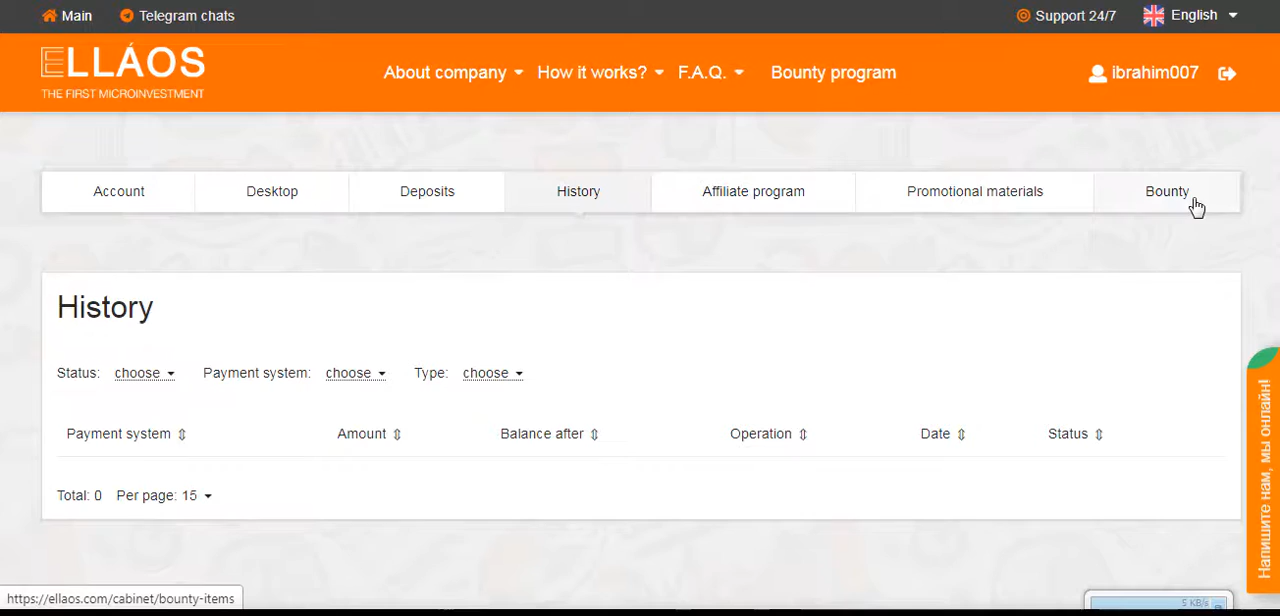 Main Telegram chats Support 24/7 English
ELLÁOS
THE FIRST MICROINVESTMENT
About company How it works? F.A.Q. Bounty program ibrahim007
Account Desktop Deposits History Affiliate program Promotional materials Bounty
History
Status: choose Payment system: choose Type: choose
Payment system Amount Balance after Operation Date Status
Total: 0 Per page: 15
Напишите нам, мы онлайн!
https://ellaos.com/cabinet/bounty-items
5 KB/s